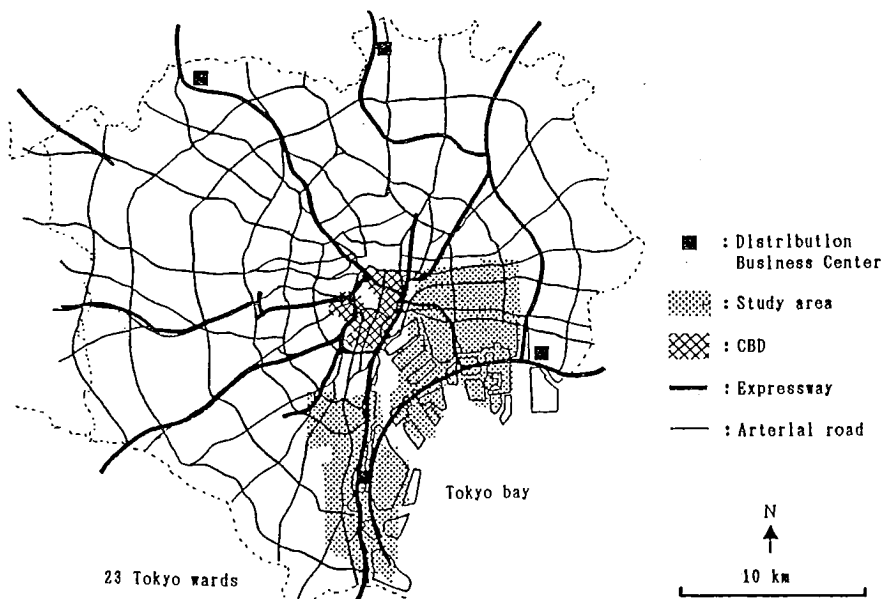 : Distribution
Business Center
: Study area
: CBD
: Expressway
: Arterial road
Tokyo bay
N
10 km
23 Tokyo wards